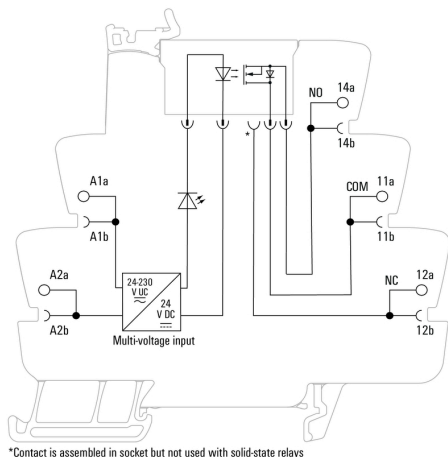 NO
14a
14b
*
A1a
COM
11a
A1b
11b
A2a
NC
12a
24-230
V UC
24
V DC
A2b
12b
Multi-voltage input
*Contact is assembled in socket but not used with solid-state relays